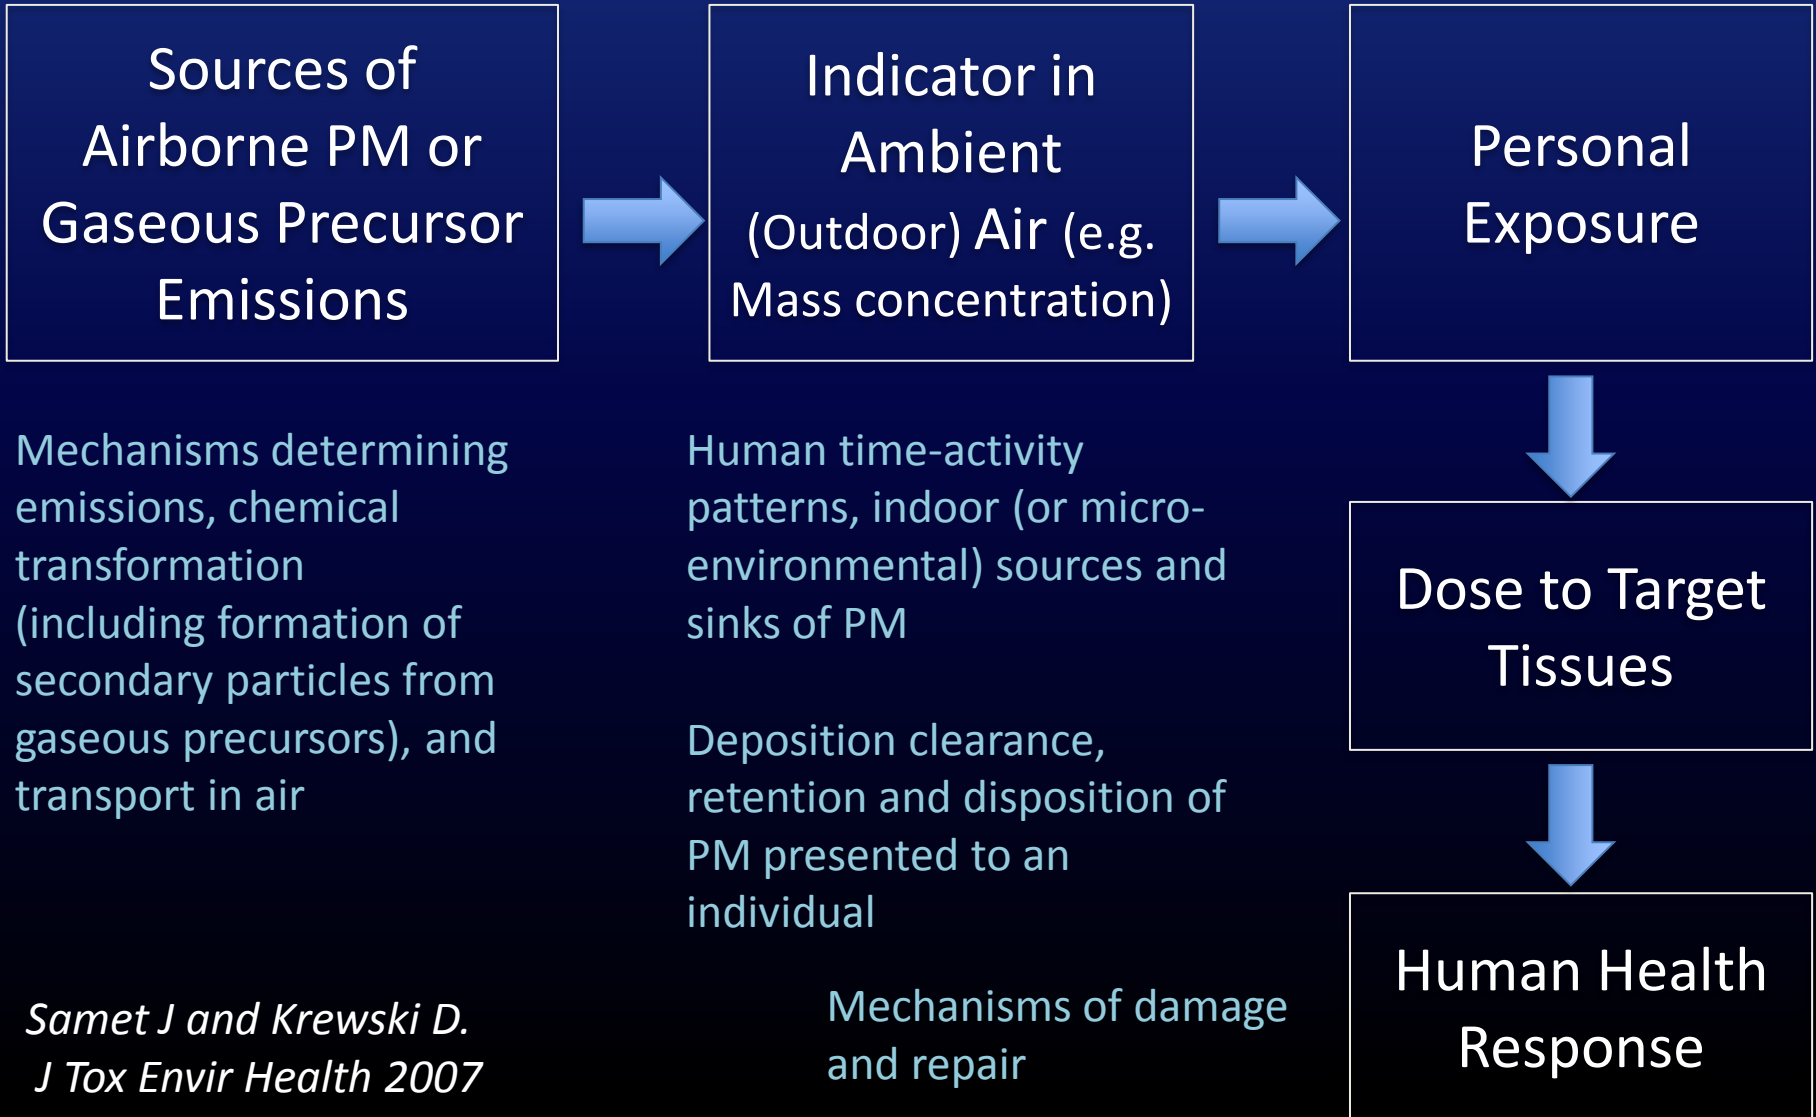 Sources of
Airborne PM or
Gaseous Precursor
Emissions
Indicator in
Ambient
(Outdoor) Air (e.g.
Mass concentration)
Personal
Exposure
Mechanisms determining
emissions, chemical
transformation
(including formation of
secondary particles from
gaseous precursors), and
transport in air
Human time-activity
patterns, indoor (or micro-
environmental) sources and
sinks of PM
Deposition clearance,
retention and disposition of
PM presented to an
individual
Dose to Target
Tissues
Mechanisms of damage
and repair
Human Health
Response
Samet J and Krewski D.
J Tox Envir Health 2007